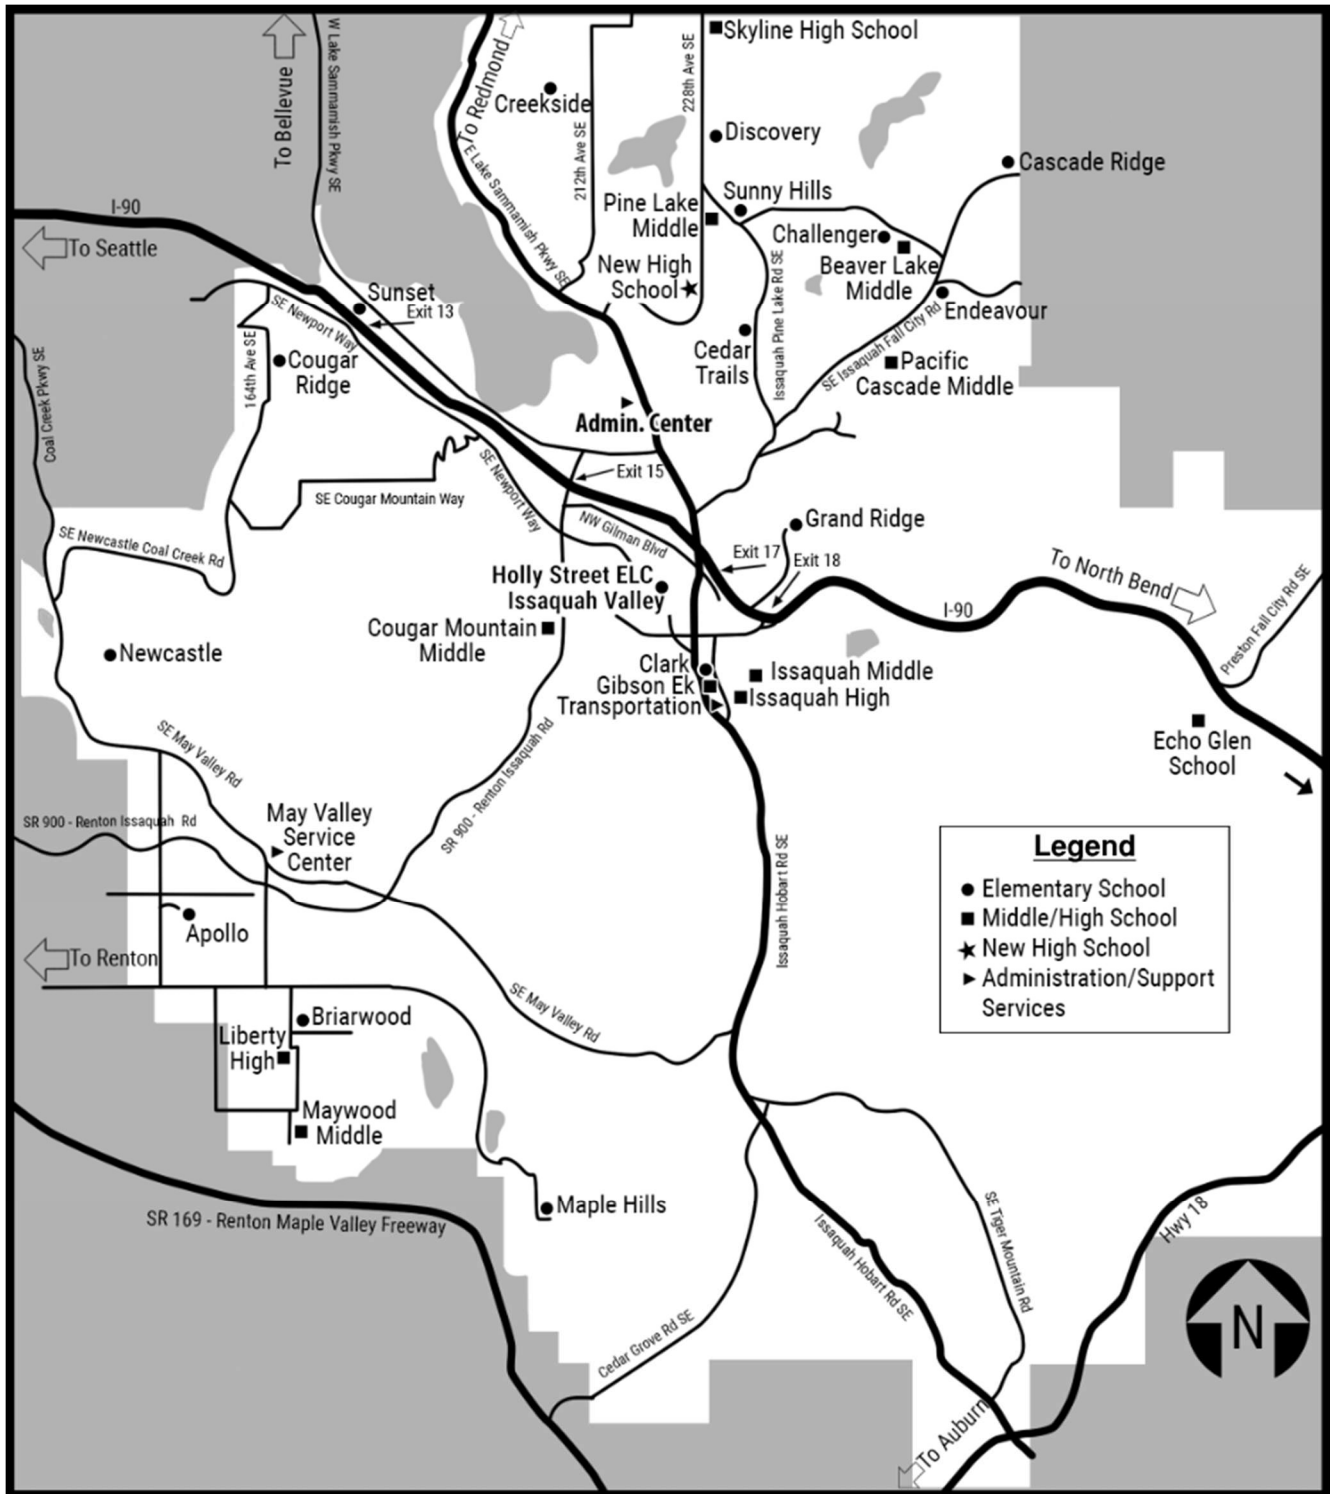 Skyline High School
W Lake Sammamish Pkwy SE
To Bellevue
To Redmond
Creekside
228th Ave SE
212th Ave SE
Discovery
E Lake Sammamish Pkwy SE
Cascade Ridge
Sunny Hills
Pine Lake
Middle
I-90
To Seattle
Challenger
Beaver Lake
Middle
New High
School
Issaquah Pine Lake Rd SE
Sunset
Exit 13
SE Newport Way
Endeavour
SE Issaquah Fall City Rd
Cougar
Ridge
164th Ave SE
Coal Creek Pkwy SE
Cedar
Trails
Pacific
Cascade Middle
Admin. Center
SE Newport Way
Exit 15
SE Cougar Mountain Way
NW Gilman Blvd
Grand Ridge
SE Newcastle Coal Creek Rd
Exit 17
Exit 18
To North Bend
Holly Street ELC
Issaquah Valley
I-90
Preston Fall City Rd SE
Cougar Mountain
Middle
Newcastle
Clark
Gibson Ek
Transportation
Issaquah Middle
Issaquah High
Echo Glen
School
SE May Valley Rd
SR 900 - Renton Issaquah Rd
SR 900 - Renton Issaquah Rd
May Valley
Service
Center
Issaquah Hobart Rd SE
Legend
Elementary School
Middle/High School
New High School
Administration/Support
Services
Apollo
To Renton
SE May Valley Rd
Briarwood
Liberty
High
Maywood
Middle
Maple Hills
SR 169 - Renton Maple Valley Freeway
Issaquah Hobart Rd SE
SE Tiger Mountain Rd
Hwy 18
Cedar Grove Rd SE
N
To Auburn